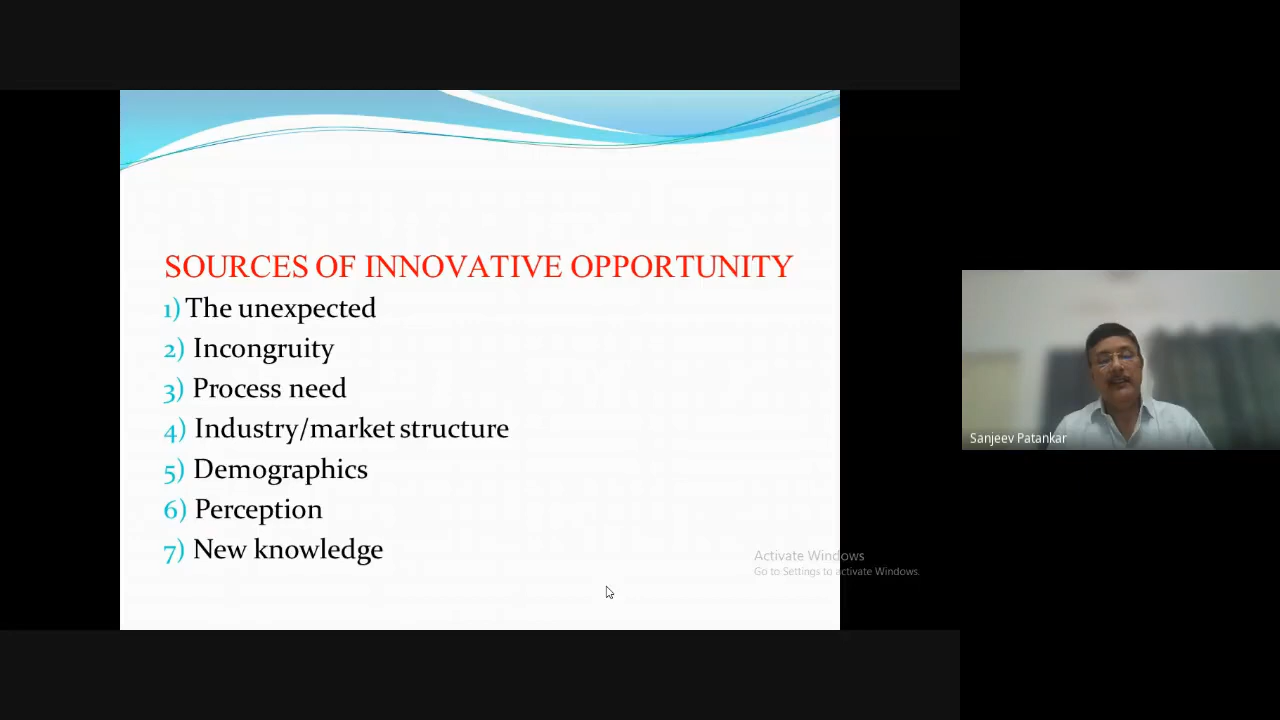 SOURCES OF INNOVATIVE OPPORTUNITY
1) The unexpected
2) Incongruity
3) Process need
4) Industry/market structure
5) Demographics
6) Perception
7) New knowledge
Activate Windows
Go to Settings to activate Windows.
Sanjeev Patankar